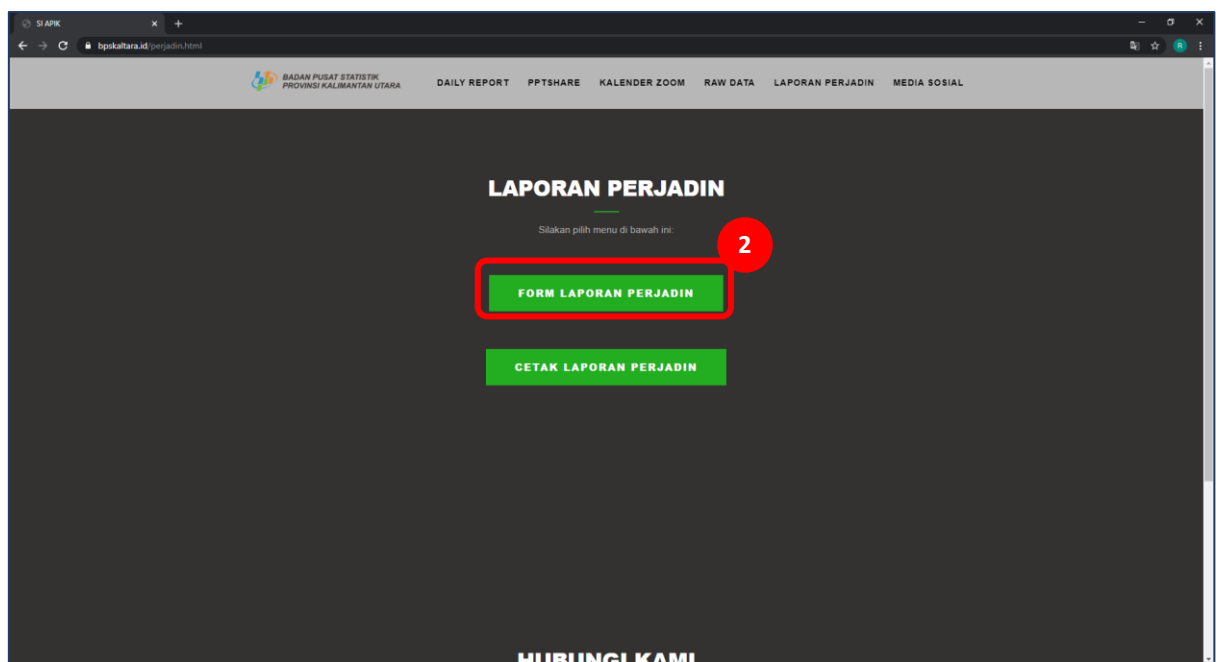 SI APIK
bpskaltara.id/perjadin.html
R
BADAN PUSAT STATISTIK
PROVINSI KALIMANTAN UTARA
DAILY REPORT PPTSHARE KALENDER ZOOM RAW DATA LAPORAN PERJADIN MEDIA SOSIAL
LAPORAN PERJADIN
Silakan pilih menu di bawah ini:
2
FORM LAPORAN PERJADIN
CETAK LAPORAN PERJADIN
HUBUNGI KAMI